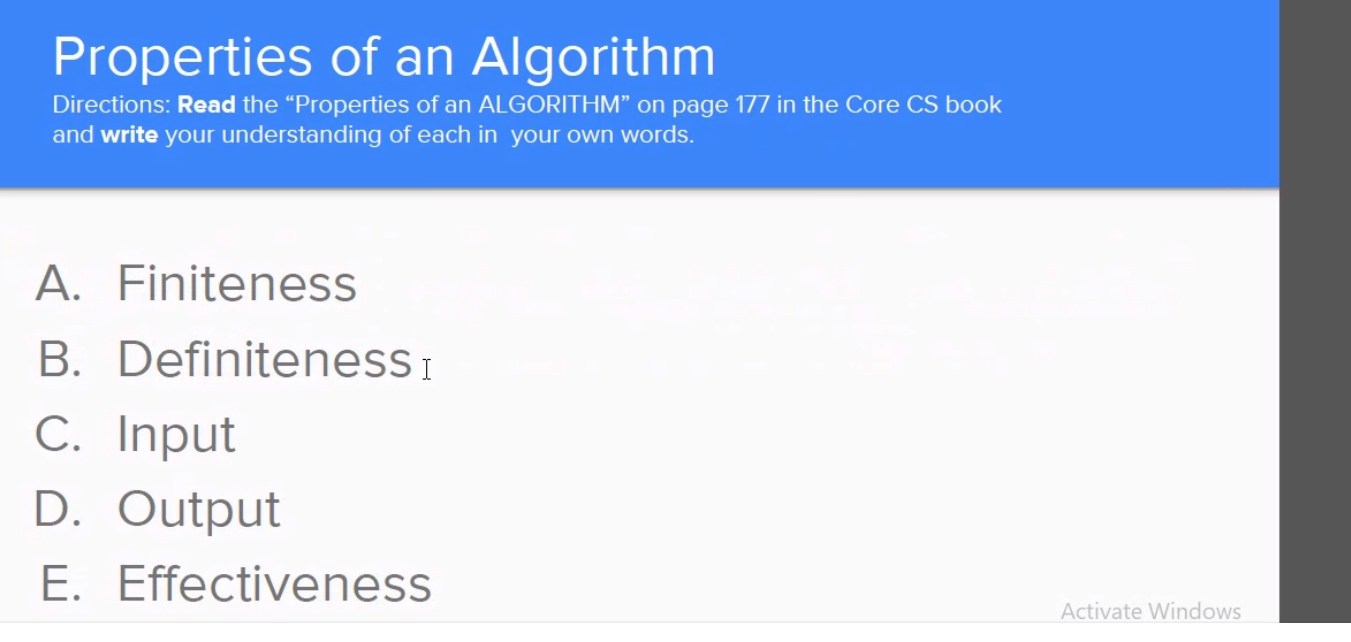 Properties of an Algorithm
Directions: Read the “Properties of an ALGORITHM” on page 177 in the Core CS book
and write your understanding of each in your own words.
A. Finiteness
B. Definiteness
C. Input
D. Output
E. Effectiveness
Activate Windows